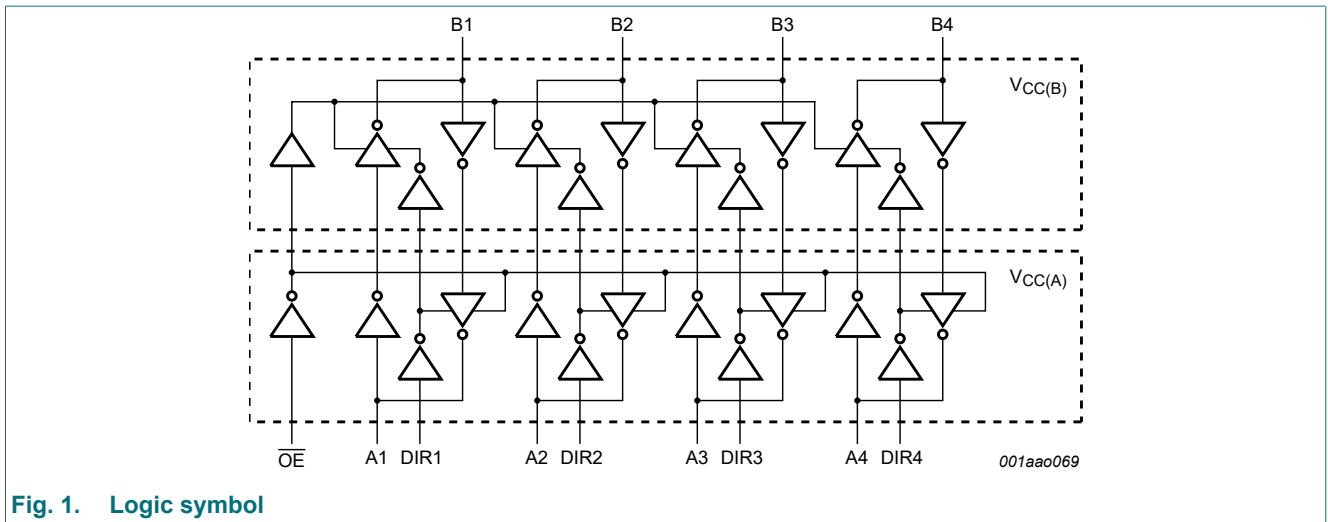 B1 B2 B3 B4
VCC(B)
VCC(A)
OE A1 DIR1 A2 DIR2 A3 DIR3 A4 DIR4
001aao069
Fig. 1. Logic symbol